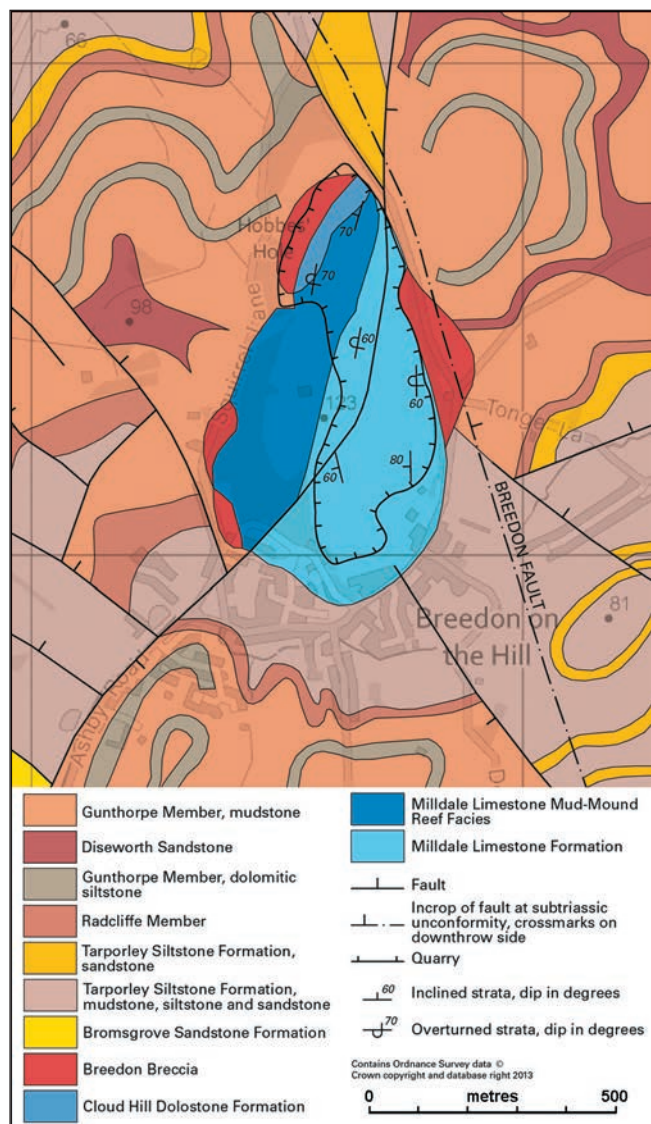 66
Hobbes'
Hole
70
70
98
Squirrel La
ane
60
123
60
Tonge La
60
80
BREEDON FAULT
Breedon on
the Hill
81
Ashby Road
D
Gunthorpe Member, mudstone
Diseworth Sandstone
Gunthorpe Member, dolomitic
siltstone
Radcliffe Member
Tarporley Siltstone Formation,
sandstone
Tarporley Siltstone Formation,
mudstone, siltstone and sandstone
Bromsgrove Sandstone Formation
Breedon Breccia
Cloud Hill Dolostone Formation
Milldale Limestone Mud-Mound
Reef Facies
Milldale Limestone Formation
Fault
Incrop of fault at subtriassic
unconformity, crossmarks on
downthrow side
Quarry
60
Inclined strata, dip in degrees
70
Overturned strata, dip in degrees
Contains Ordnance Survey data ©
Crown copyright and database right 2013
0 metres 500